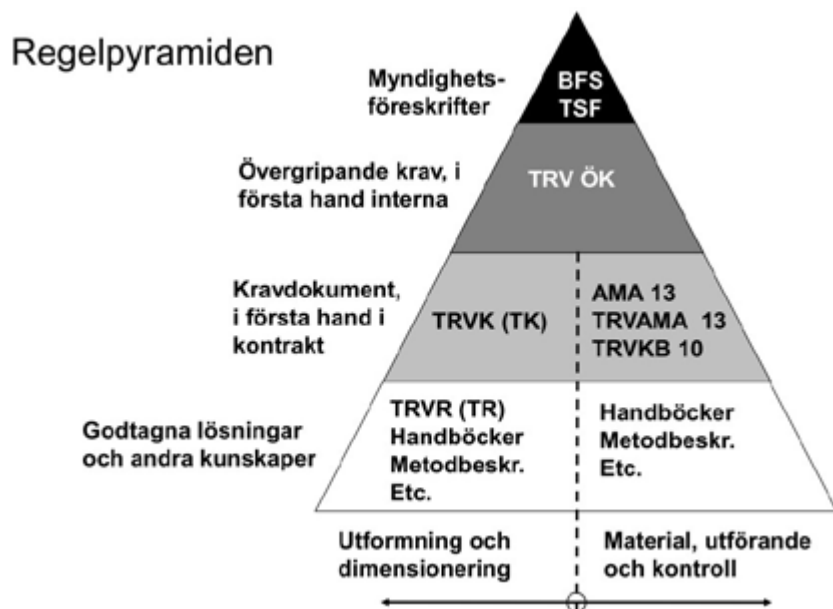 Regelpyramiden
Myndighets-
föreskrifter
BFS
TSF
Övergripande krav, i
första hand interna
TRV ÖK
Kravdokument,
i första hand i
kontrakt
TRVK (TK)
AMA 13
TRVAMA 13
TRVKB 10
Godtagna lösningar
och andra kunskaper
TRVR (TR)
Handböcker
Metodbeskr.
Etc.
Handböcker
Metodbeskr.
Etc.
Utformning och
dimensionering
Material, utförande
och kontroll